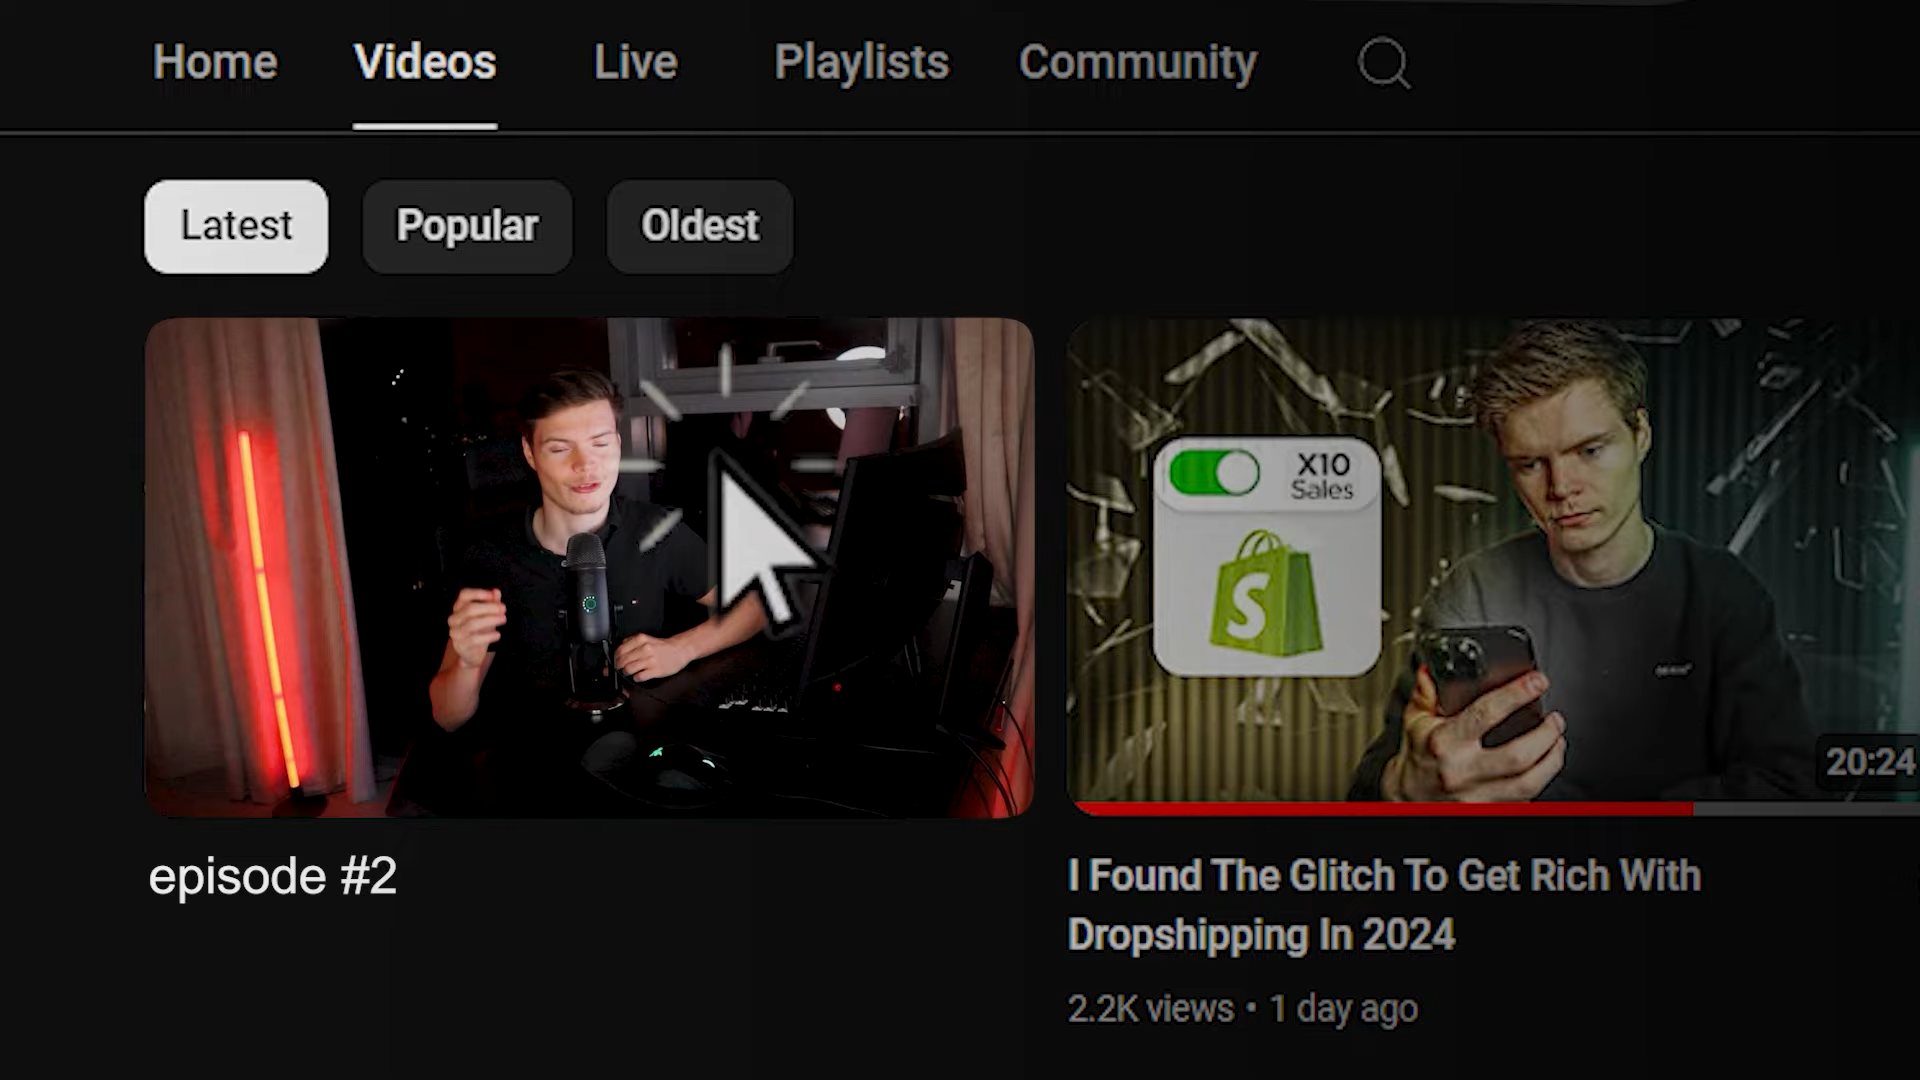 Home Videos Live Playlists Community
Latest Popular Oldest
X10
Sales
S
20:24
episode #2
I Found The Glitch To Get Rich With
Dropshipping In 2024
2.2K views • 1 day ago